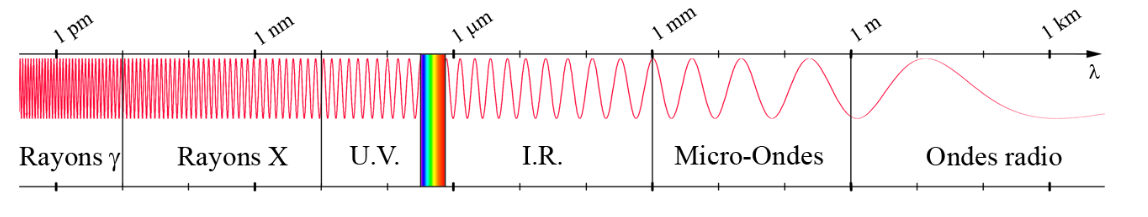 1 pm 1 nm 1 μm 1 mm 1 m 1 km
λ
Rayons γ Rayons X U.V. I.R. Micro-Ondes Ondes radio